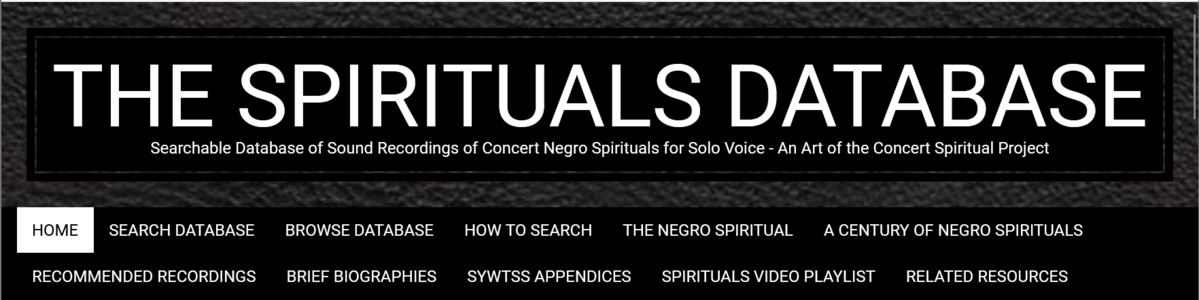 THE SPIRITUALS DATABASE
Searchable Database of Sound Recordings of Concert Negro Spirituals for Solo Voice - An Art of the Concert Spiritual Project
HOME SEARCH DATABASE BROWSE DATABASE HOW TO SEARCH THE NEGRO SPIRITUAL A CENTURY OF NEGRO SPIRITUALS
RECOMMENDED RECORDINGS BRIEF BIOGRAPHIES SYWTSS APPENDICES SPIRITUALS VIDEO PLAYLIST RELATED RESOURCES